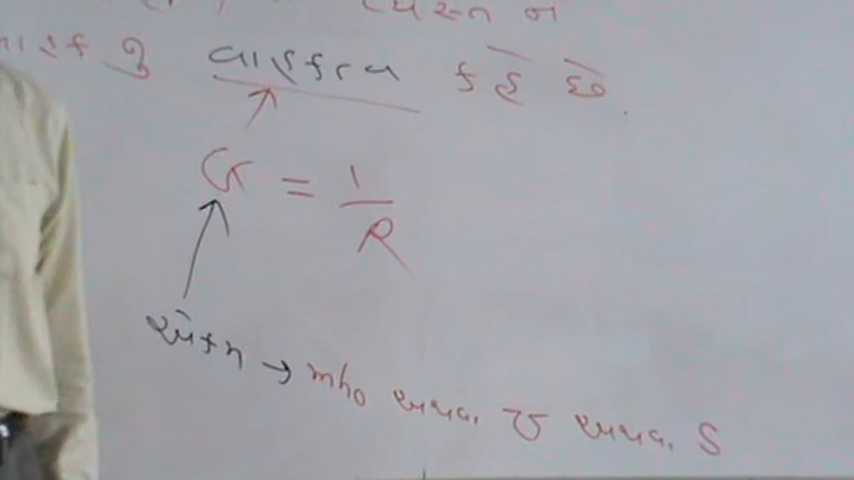 નું વાહકત્વ કહે છે.
G = 1/R
એકમ → mho અથવા ℧ અથવા S